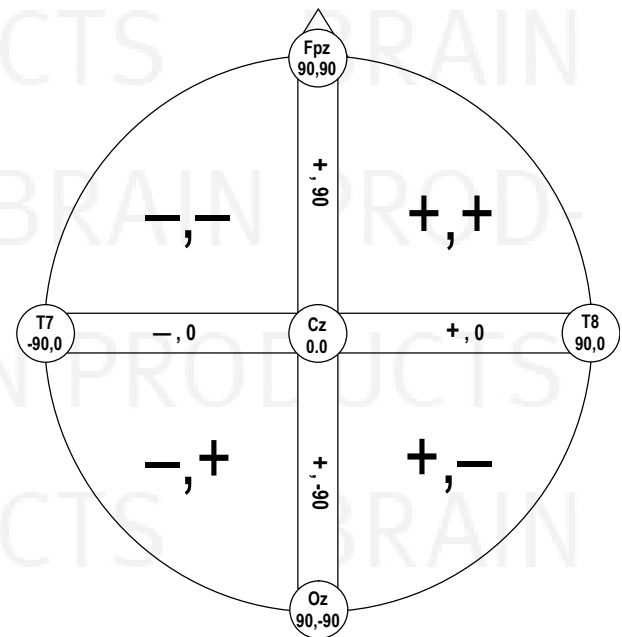 CTS BRAIN
Fpz
90,90
+, 90
BRAIN PROD-
–,– +,+
T7
-90,0
–, 0
Cz
0.0
+, 0
T8
90,0
N PRODUCTS
–,+ +,–
+, -90
CTS BRAIN
Oz
90,-90